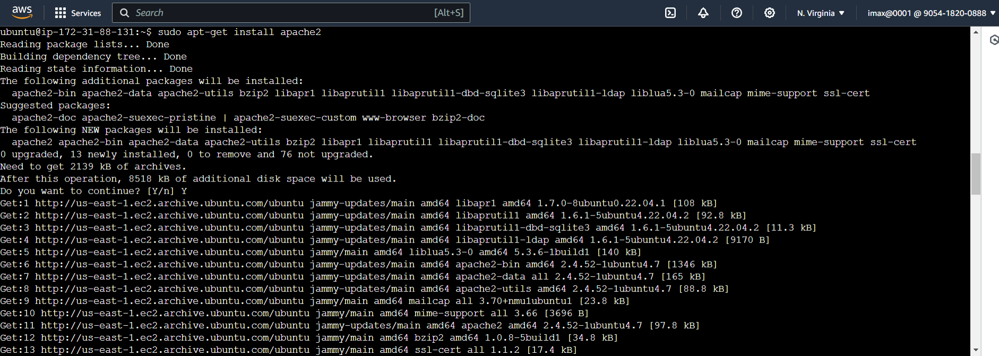 aws Services Search [Alt+S] N. Virginia imax@0001 @ 9054-1820-0888
ubuntu@ip-172-31-88-131:~$ sudo apt-get install apache2
Reading package lists... Done
Building dependency tree... Done
Reading state information... Done
The following additional packages will be installed:
  apache2-bin apache2-data apache2-utils bzip2 libapr1 libaprutil1 libaprutil1-dbd-sqlite3 libaprutil1-ldap liblua5.3-0 mailcap mime-support ssl-cert
Suggested packages:
  apache2-doc apache2-suexec-pristine | apache2-suexec-custom www-browser bzip2-doc
The following NEW packages will be installed:
  apache2 apache2-bin apache2-data apache2-utils bzip2 libapr1 libaprutil1 libaprutil1-dbd-sqlite3 libaprutil1-ldap liblua5.3-0 mailcap mime-support ssl-cert
0 upgraded, 13 newly installed, 0 to remove and 76 not upgraded.
Need to get 2139 kB of archives.
After this operation, 8518 kB of additional disk space will be used.
Do you want to continue? [Y/n] Y
Get:1 http://us-east-1.ec2.archive.ubuntu.com/ubuntu jammy-updates/main amd64 libapr1 amd64 1.7.0-8ubuntu0.22.04.1 [108 kB]
Get:2 http://us-east-1.ec2.archive.ubuntu.com/ubuntu jammy-updates/main amd64 libaprutil1 amd64 1.6.1-5ubuntu4.22.04.2 [92.8 kB]
Get:3 http://us-east-1.ec2.archive.ubuntu.com/ubuntu jammy-updates/main amd64 libaprutil1-dbd-sqlite3 amd64 1.6.1-5ubuntu4.22.04.2 [11.3 kB]
Get:4 http://us-east-1.ec2.archive.ubuntu.com/ubuntu jammy-updates/main amd64 libaprutil1-ldap amd64 1.6.1-5ubuntu4.22.04.2 [9170 B]
Get:5 http://us-east-1.ec2.archive.ubuntu.com/ubuntu jammy/main amd64 liblua5.3-0 amd64 5.3.6-1build1 [140 kB]
Get:6 http://us-east-1.ec2.archive.ubuntu.com/ubuntu jammy-updates/main amd64 apache2-bin amd64 2.4.52-1ubuntu4.7 [1346 kB]
Get:7 http://us-east-1.ec2.archive.ubuntu.com/ubuntu jammy-updates/main amd64 apache2-data all 2.4.52-1ubuntu4.7 [165 kB]
Get:8 http://us-east-1.ec2.archive.ubuntu.com/ubuntu jammy-updates/main amd64 apache2-utils amd64 2.4.52-1ubuntu4.7 [88.8 kB]
Get:9 http://us-east-1.ec2.archive.ubuntu.com/ubuntu jammy/main amd64 mailcap all 3.70+nmu1ubuntu1 [23.8 kB]
Get:10 http://us-east-1.ec2.archive.ubuntu.com/ubuntu jammy/main amd64 mime-support all 3.66 [3696 B]
Get:11 http://us-east-1.ec2.archive.ubuntu.com/ubuntu jammy-updates/main amd64 apache2 amd64 2.4.52-1ubuntu4.7 [97.8 kB]
Get:12 http://us-east-1.ec2.archive.ubuntu.com/ubuntu jammy/main amd64 bzip2 amd64 1.0.8-5build1 [34.8 kB]
Get:13 http://us-east-1.ec2.archive.ubuntu.com/ubuntu jammy/main amd64 ssl-cert all 1.1.2 [17.4 kB]